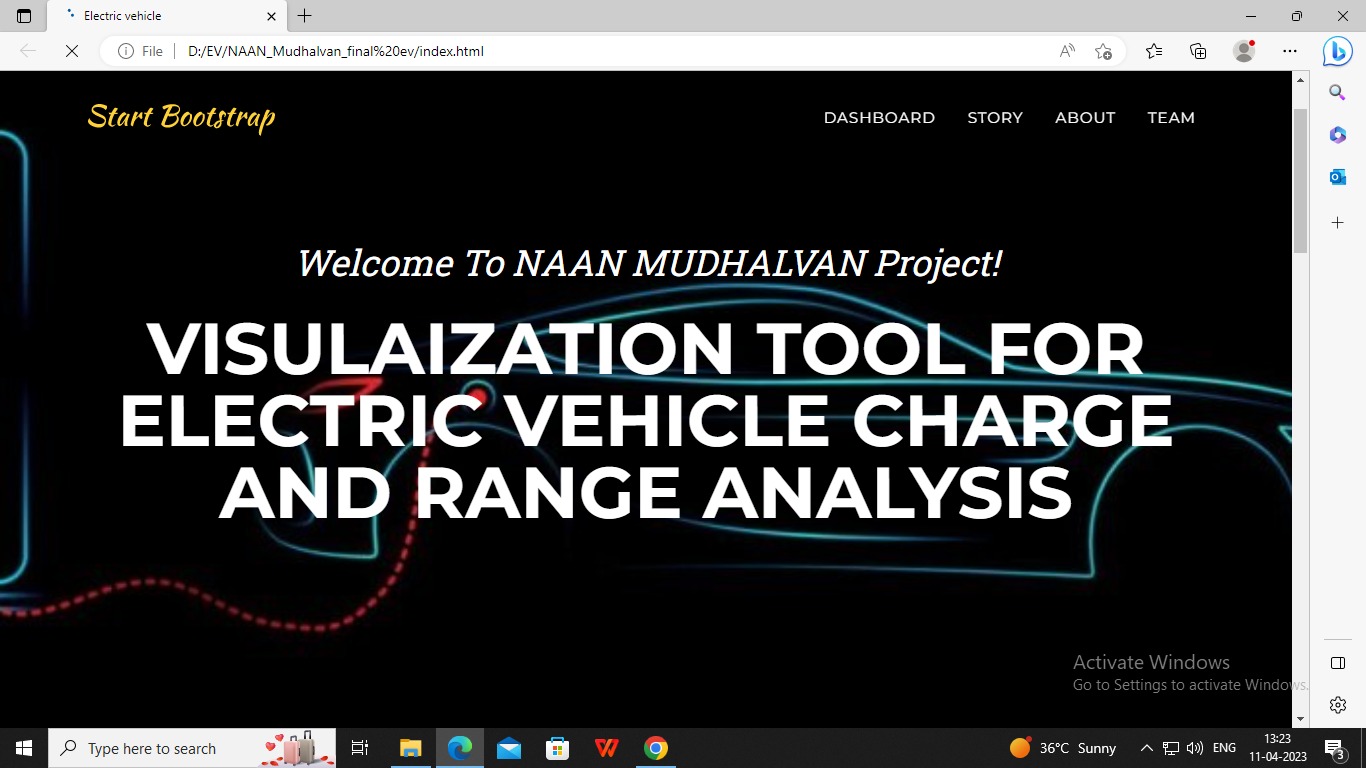 Electric vehicle
File
D:/EV/NAAN_Mudhalvan_final%20ev/index.html
Start Bootstrap
DASHBOARD STORY ABOUT TEAM
Welcome To NAAN MUDHALVAN Project!
VISULAIZATION TOOL FOR
ELECTRIC VEHICLE CHARGE
AND RANGE ANALYSIS
Activate Windows
Go to Settings to activate Windows.
Type here to search
36°C Sunny
ENG
13:23
11-04-2023
3